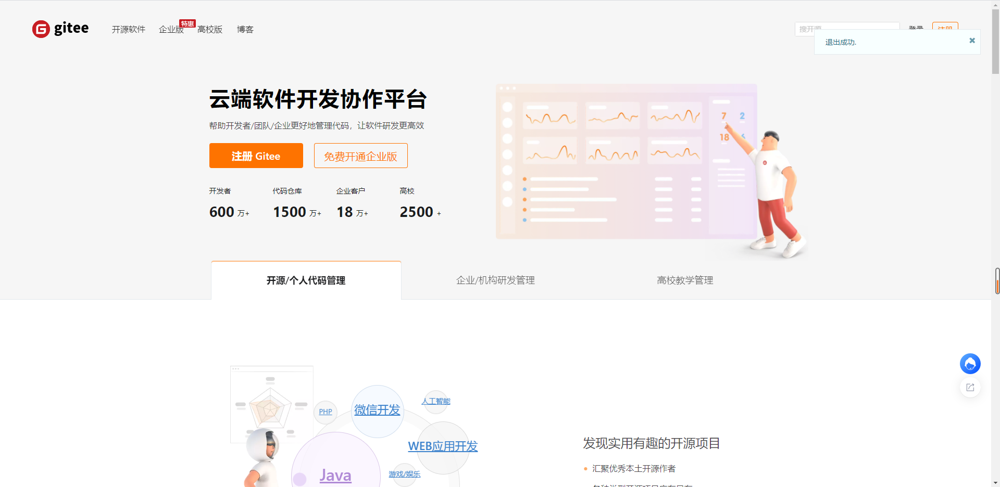 gitee
开源软件
企业版
特惠
高校版
博客
搜开源
登录
注册
退出成功.
云端软件开发协作平台
帮助开发者/团队/企业更好地管理代码，让软件研发更高效
注册 Gitee
免费开通企业版
开发者
代码仓库
企业客户
高校
600 万+
1500 万+
18 万+
2500 +
7
2
18
开源/个人代码管理
企业/机构研发管理
高校教学管理
PHP
微信开发
人工智能
WEB应用开发
Java
游戏/娱乐
发现实用有趣的开源项目
汇聚优秀本土开源作者